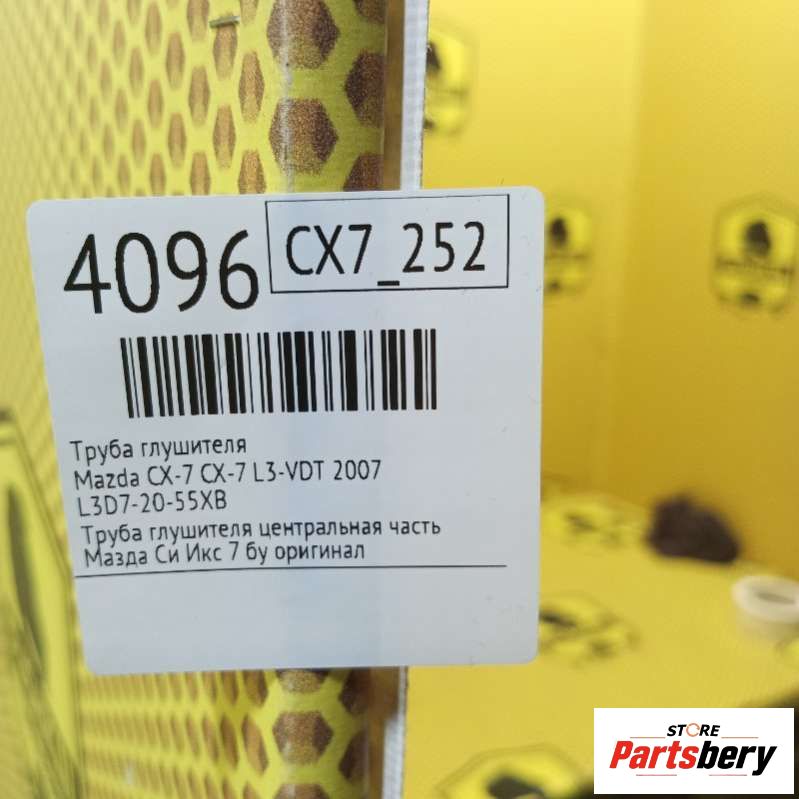 4096
CX7_252
Труба глушителя
Mazda CX-7 CX-7 L3-VDT 2007
L3D7-20-55XB
Труба глушителя центральная часть
Мазда Си Икс 7 бу оригинал
STORE
Partsbery